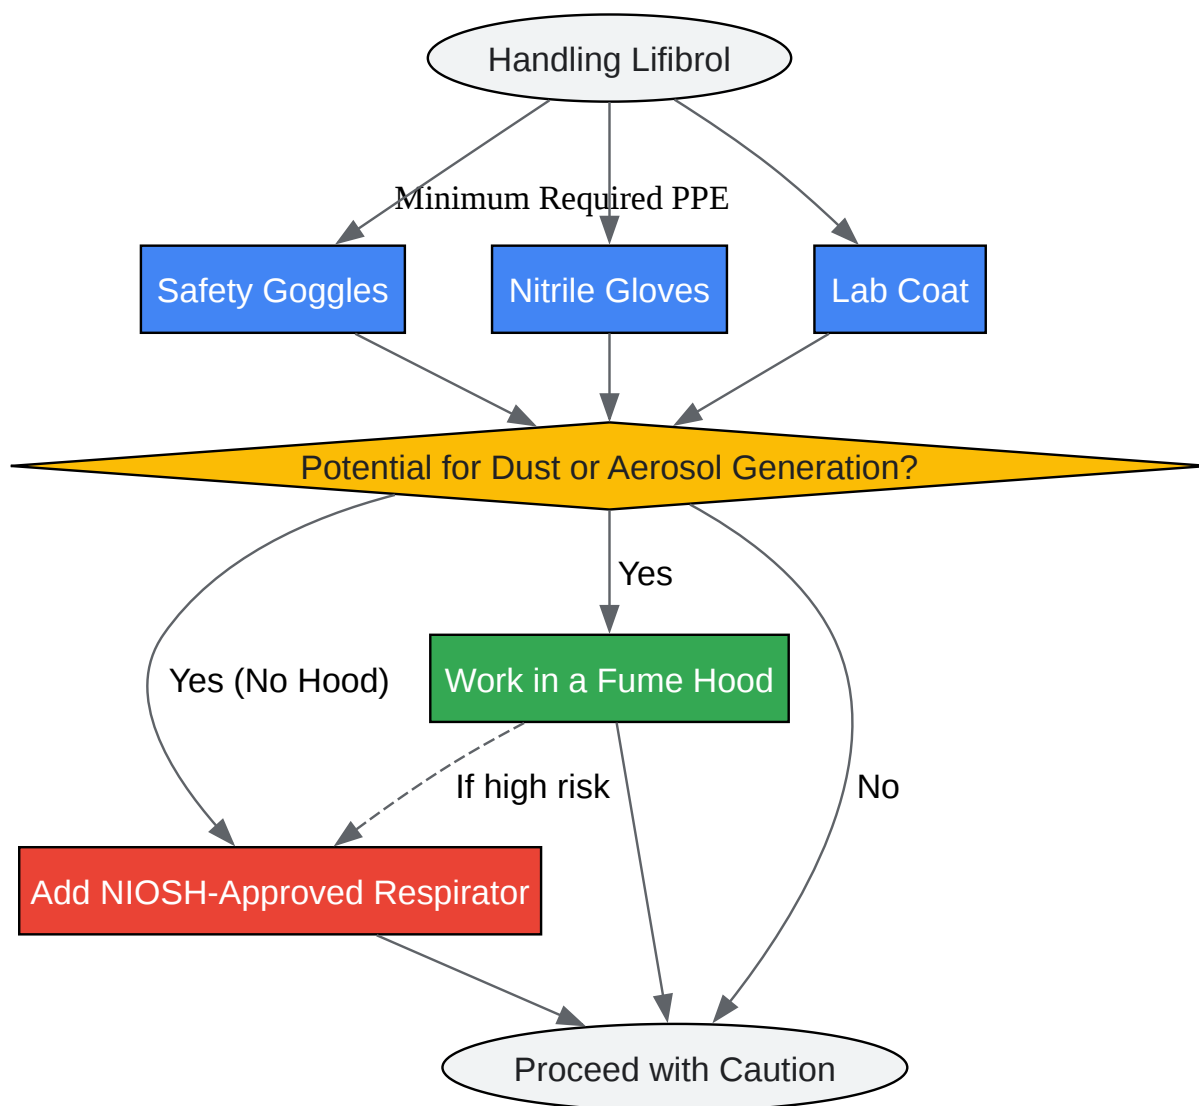 Handling Lifibrol
Minimum Required PPE
Safety Goggles
Nitrile Gloves
Lab Coat
Potential for Dust or Aerosol Generation?
Yes
Yes (No Hood)
Work in a Fume Hood
If high risk
No
Add NIOSH-Approved Respirator
Proceed with Caution